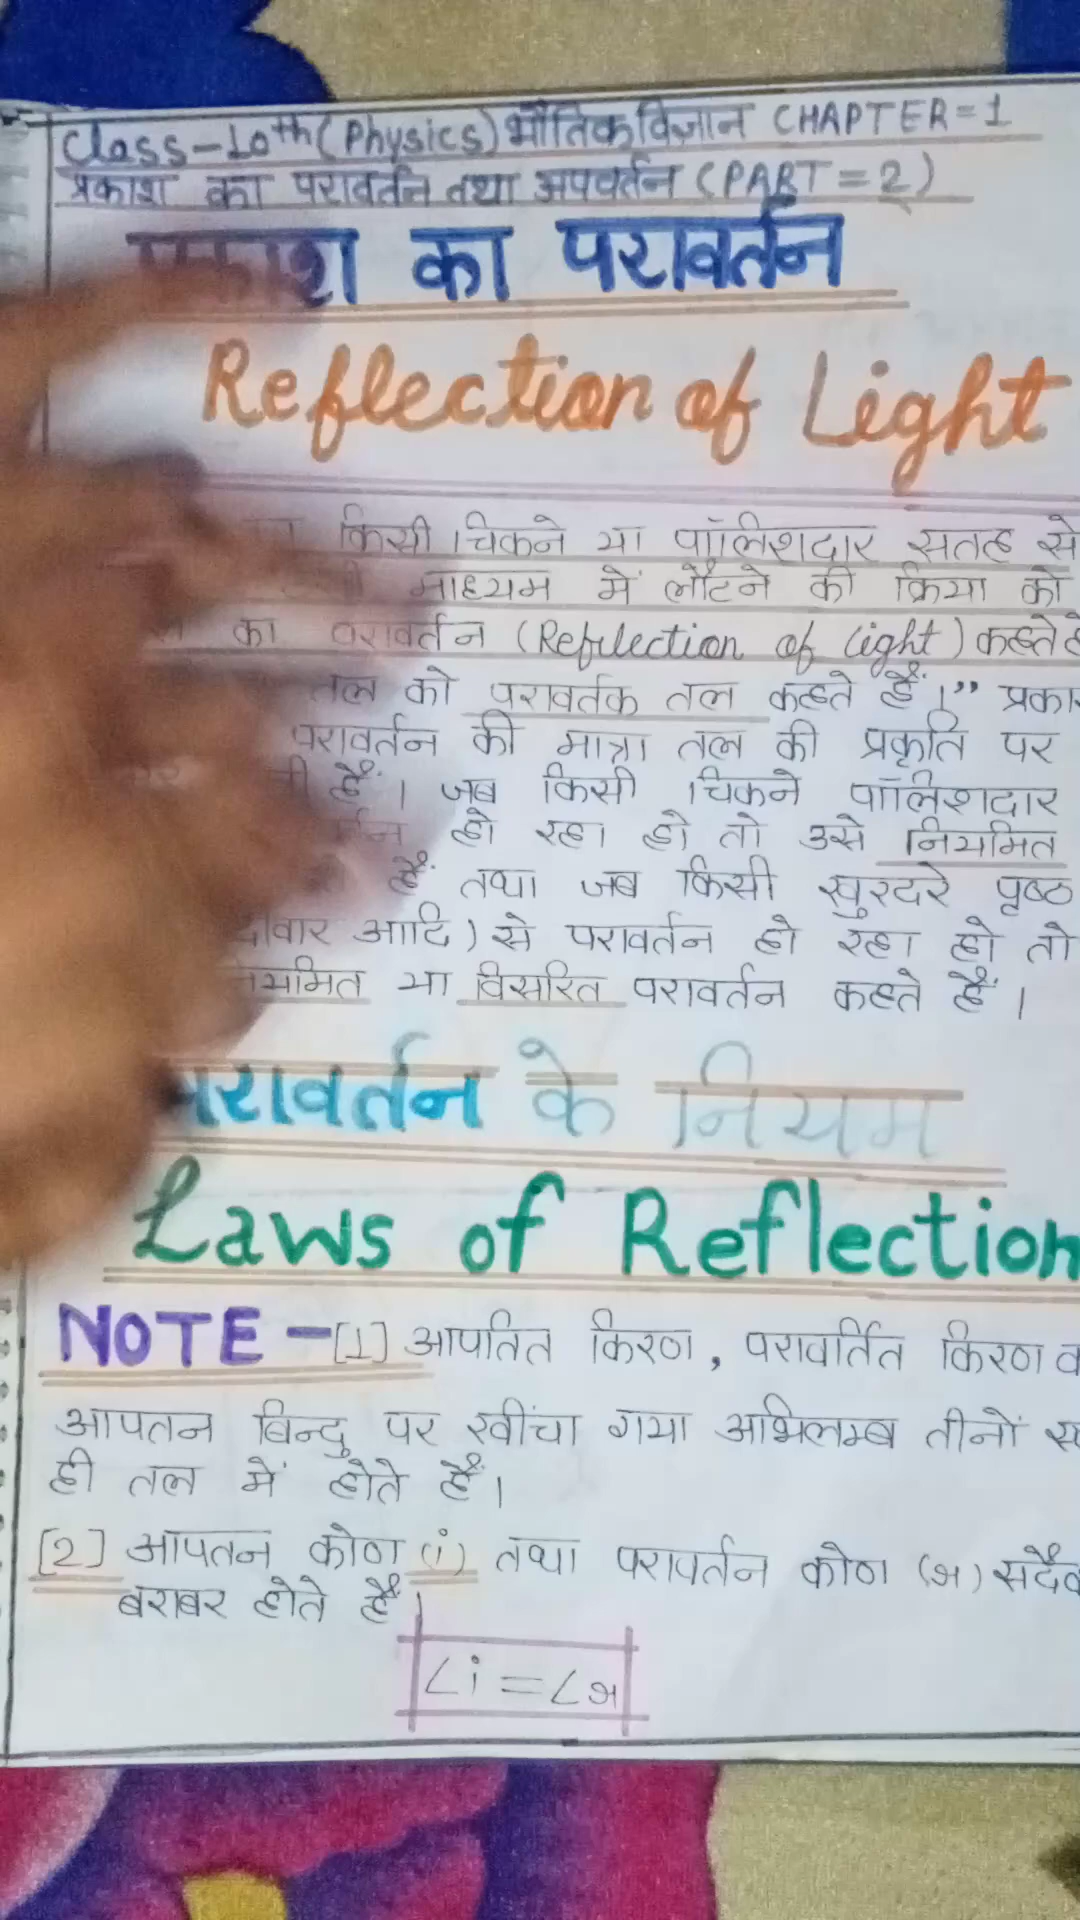 Class-10th (Physics) भौतिक विज्ञान CHAPTER=1
प्रकाश का परावर्तन तथा अपवर्तन (PART=2)
का परावर्तन
Reflection of Light
किसी चिकने या पॉलिशदार सतह से
माध्यम में लौटने की क्रिया को
का परावर्तन (Refulection of light) कहते
तल को परावर्तक तल कहते हैं।”
परावर्तन की मात्रा तल की प्रकृति पर
है। जब किसी चिकने पॉलिशदार
हो रहा हो तो उसे नियमित
हैं तथा जब किसी खुरदरे पृष्ठ
दीवार आदि) से परावर्तन हो रहा हो तो
या विसरित परावर्तन कहते हैं।
परावर्तन के नियम
Laws of Reflection
NOTE-[1] आपतित किरण, परावर्तित किरण
आपतन बिन्दु पर खींचा गया अभिलम्ब तीनों
ही तल में होते हैं।
[2] आपतन कोण (i) तथा परावर्तन कोण (r) सदैव
बराबर होते हैं।
∠i=∠r